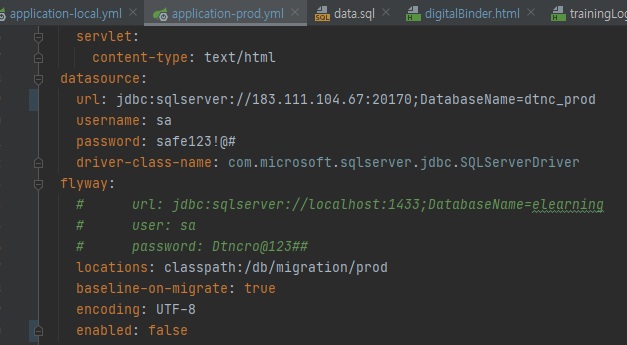 application-local.yml application-prod.yml data.sql digitalBinder.html trainingLo
servlet:
content-type: text/html
datasource:
url: jdbc:sqlserver://183.111.104.67:20170;DatabaseName=dtnc_prod
username: sa
password: safe123!@#
driver-class-name: com.microsoft.sqlserver.jdbc.SQLServerDriver
flyway:
# url: jdbc:sqlserver://localhost:1433;DatabaseName=elearning
# user: sa
# password: Dtncro@123##
locations: classpath:/db/migration/prod
baseline-on-migrate: true
encoding: UTF-8
enabled: false